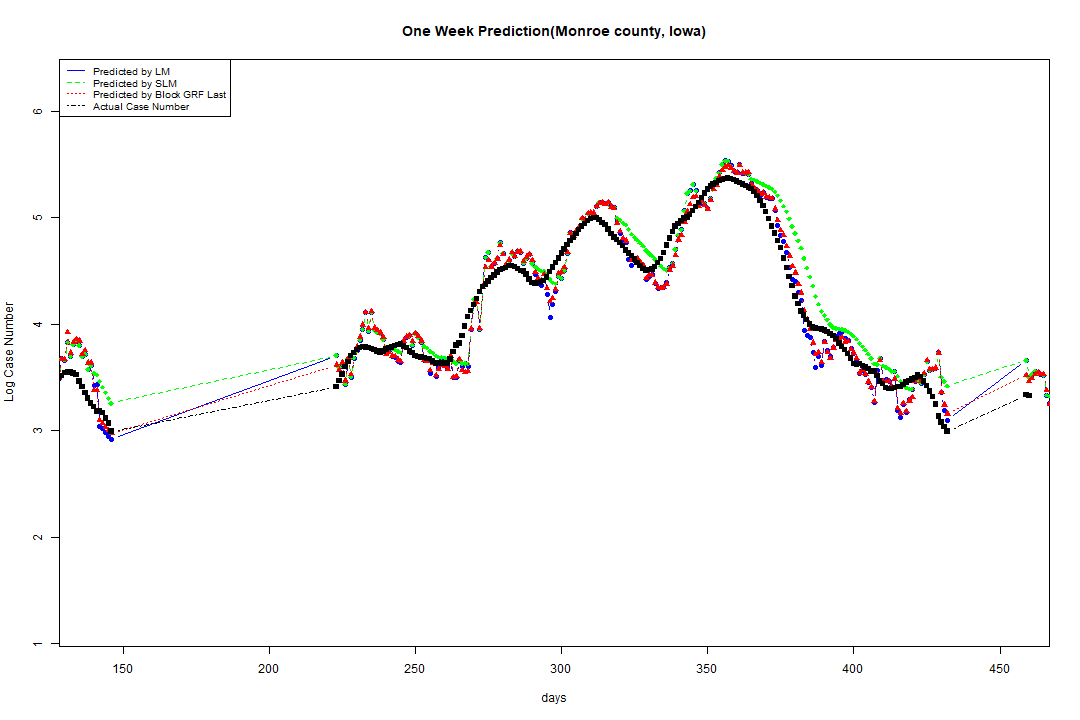 One Week Prediction(Monroe county, Iowa)
Predicted by LM
Predicted by SLM
Predicted by Block GRF Last
Actual Case Number
Log Case Number
6
5
4
3
2
1
150 200 250 300 350 400 450
days